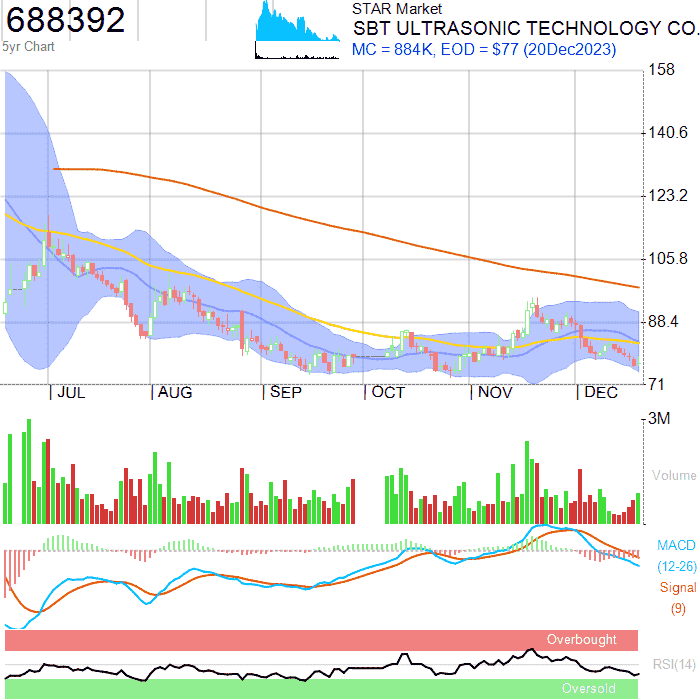 688392
5yr Chart
STAR Market
SBT ULTRASONIC TECHNOLOGY CO.
MC = 884K, EOD = $77 (20Dec2023)
158
140.6
123.2
105.8
88.4
71
JUL AUG SEP OCT NOV DEC
3M
Volume
MACD
(12-26)
Signal
(9)
Overbought
RSI(14)
Oversold